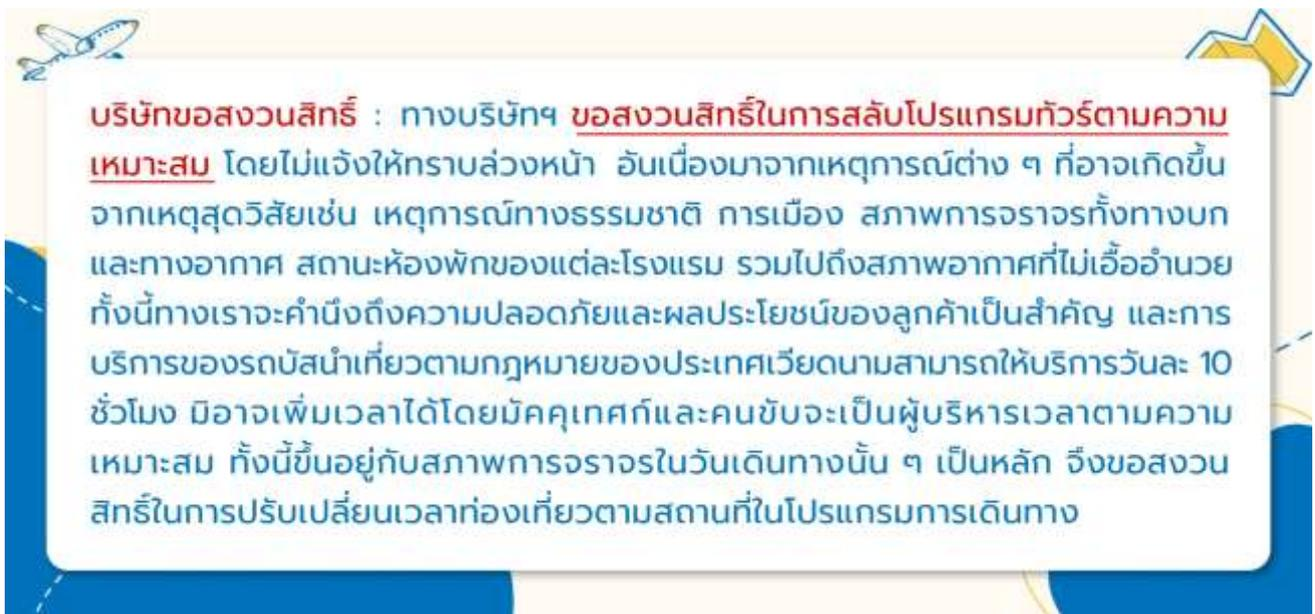 บริษัทขอสงวนสิทธิ์ : ทางบริษัทฯ ขอสงวนสิทธิ์ในการสลับโปรแกรมทัวร์ตามความ
เหมาะสม โดยไม่แจ้งให้ทราบล่วงหน้า อันเนื่องมาจากเหตุการณ์ต่าง ๆ ที่อาจเกิดขึ้น
จากเหตุสุดวิสัยเช่น เหตุการณ์ทางธรรมชาติ การเมือง สภาพการจราจรทั้งทางบก
และทางอากาศ สถานะห้องพักของแต่ละโรงแรม รวมไปถึงสภาพอากาศที่ไม่เอื้ออำนวย
ทั้งนี้ทางเราจะคำนึงถึงความปลอดภัยและผลประโยชน์ของลูกค้าเป็นสำคัญ และการ
บริการของรถบัสนำเที่ยวตามกฎหมายของประเทศเวียดนามสามารถให้บริการวันละ 10
ชั่วโมง มิอาจเพิ่มเวลาได้โดยมัคคุเทศก์และคนขับจะเป็นผู้บริหารเวลาตามความ
เหมาะสม ทั้งนี้ขึ้นอยู่กับสภาพการจราจรในวันเดินทางนั้น ๆ เป็นหลัก จึงขอสงวน
สิทธิ์ในการปรับเปลี่ยนเวลาท่องเที่ยวตามสถานที่ในโปรแกรมการเดินทาง